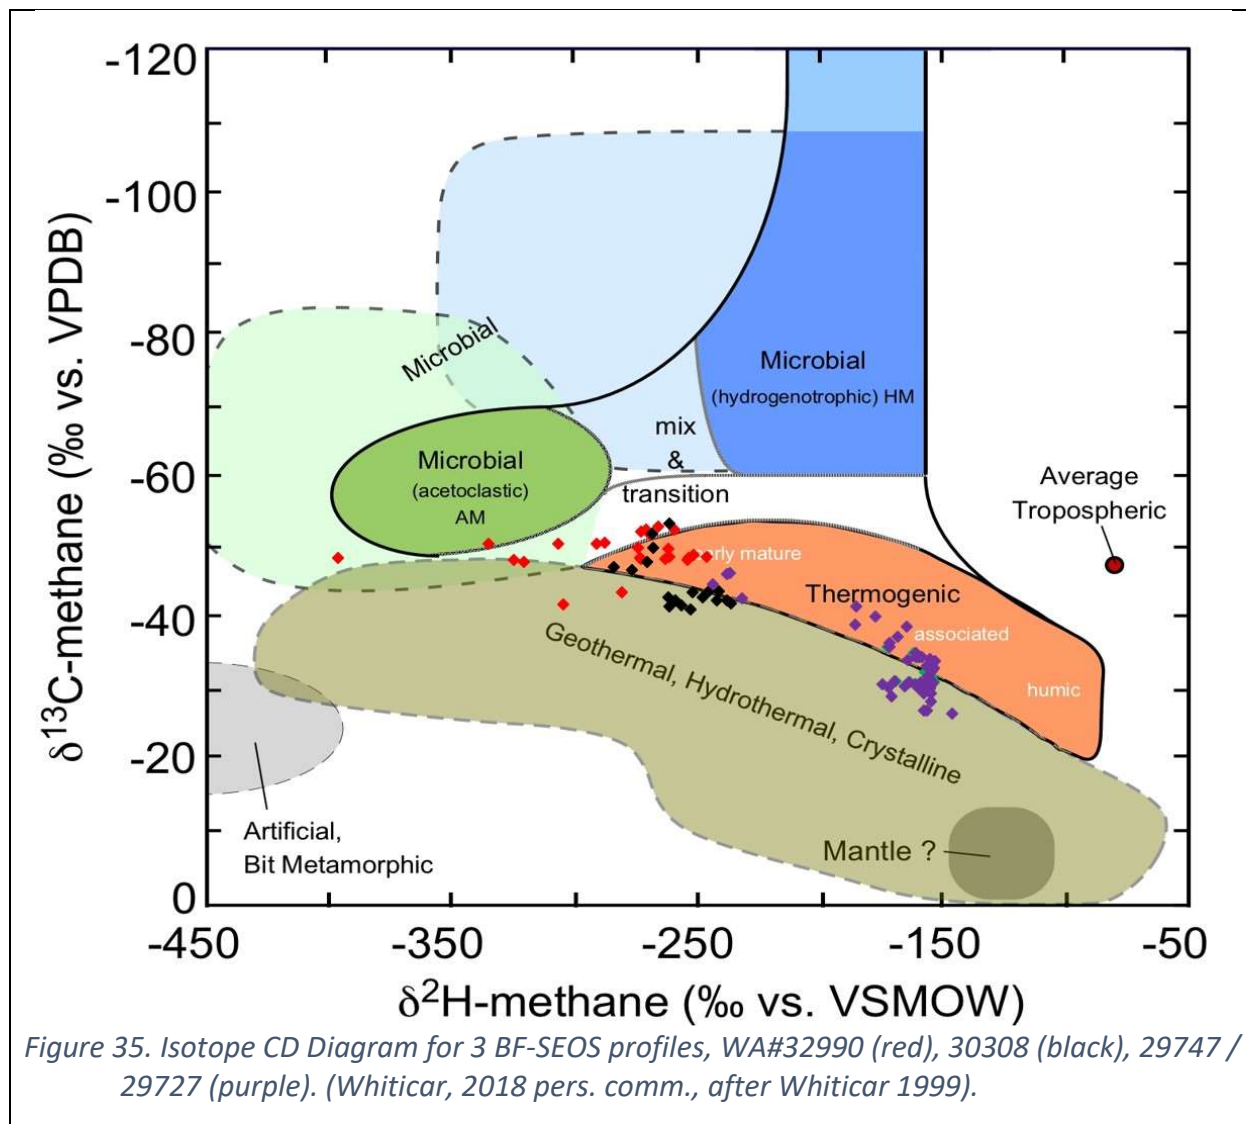 -120
-100
-80
-60
-40
-20
0
δ13C-methane (‰ vs. VPDB)
Microbial
Microbial
(hydrogenotrophic) HM
mix
&
transition
Microbial
(acetoclastic)
AM
Average
Tropospheric
early mature
Thermogenic
associated
humic
Geothermal, Hydrothermal, Crystalline
Artificial,
Bit Metamorphic
Mantle ?
-450 -350 -250 -150 -50
δ2H-methane (‰ vs. VSMOW)
Figure 35. Isotope CD Diagram for 3 BF-SEOS profiles, WA#32990 (red), 30308 (black), 29747 /
29727 (purple). (Whiticar, 2018 pers. comm., after Whiticar 1999).